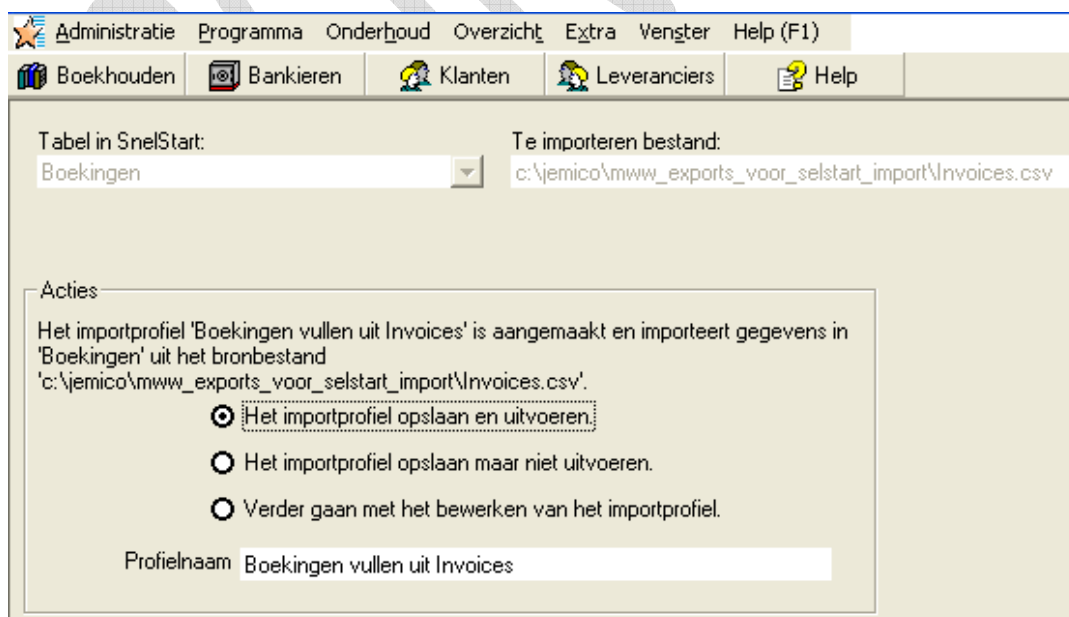 Administratie Programma Onderhoud Overzicht Extra Venster Help (F1)
Boekhouden Bankieren Klanten Leveranciers Help
Tabel in SnelStart: Te importeren bestand:
Boekingen c:\jemico\mww_exports_voor_selstart_import\Invoices.csv
Acties
Het importprofiel 'Boekingen vullen uit Invoices' is aangemaakt en importeert gegevens in
'Boekingen' uit het bronbestand
'c:\jemico\mww_exports_voor_selstart_import\Invoices.csv'.
Het importprofiel opslaan en uitvoeren.
Het importprofiel opslaan maar niet uitvoeren.
Verder gaan met het bewerken van het importprofiel.
Profielnaam Boekingen vullen uit Invoices